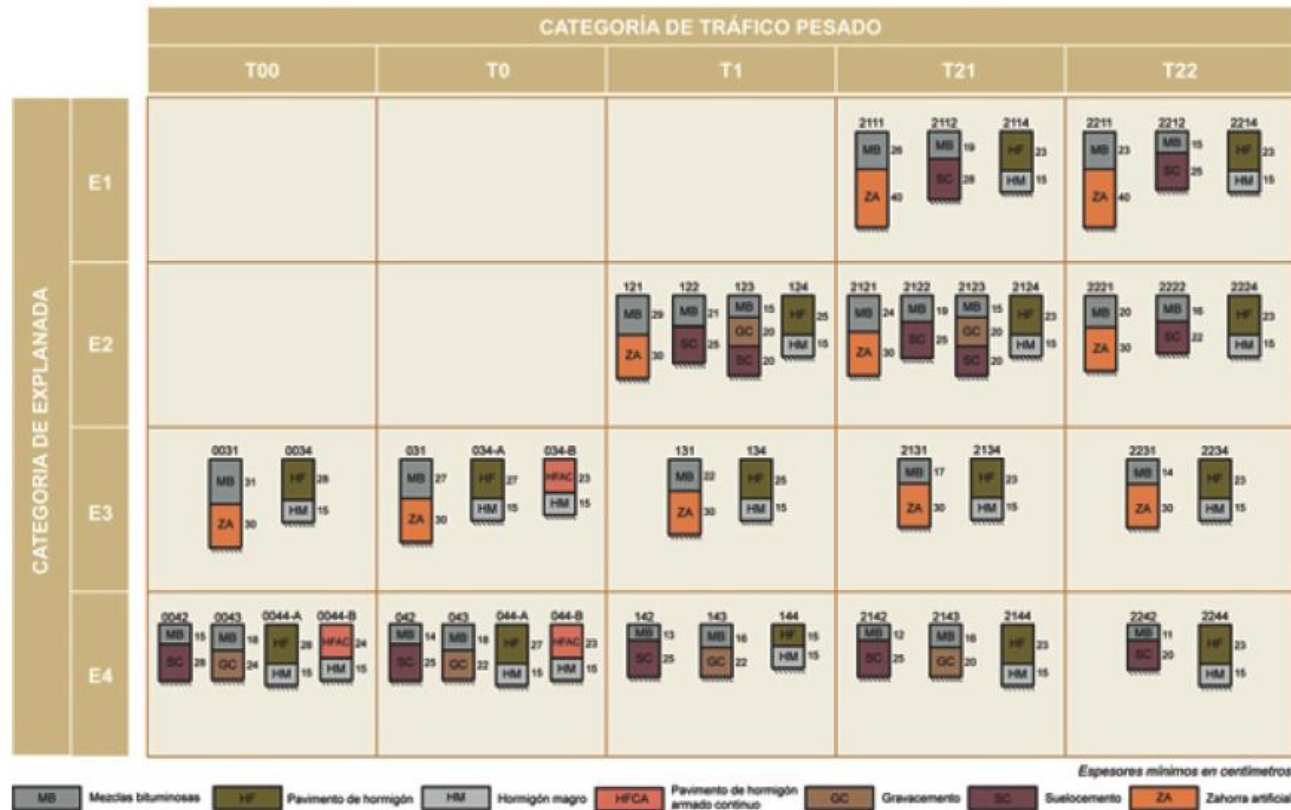 CATEGORÍA DE TRÁFICO PESADO
T00 T0 T1 T21 T22
CATEGORIA DE EXPLANADA
E1
2111 2112 2114 2211 2212 2214
MB 26 MB 19 HF 23 MB 23 MB 15 HF 23
ZA 40 SC 28 HM 15 ZA 40 SC 25 HM 15
E2
121 122 123 124 2121 2122 2123 2124 2221 2222 2224
MB 29 MB 21 MB 15 HF 25 MB 24 MB 19 MB 15 HF 23 MB 20 MB 16 HF 23
GC 20 GC 20
ZA 30 SC 25 SC 20 HM 15 ZA 30 SC 25 SC 20 HM 15 ZA 30 SC 22 HM 15
E3
0031 0034 031 034-A 034-B 131 134 2131 2134 2231 2234
MB 31 HF 28 MB 27 HF 27 HFAC 23 MB 22 HF 25 MB 17 HF 23 MB 14 HF 23
ZA 30 HM 15 ZA 30 HM 15 HM 15 ZA 30 HM 15 ZA 30 HM 15 ZA 30 HM 15
E4
0042 0043 0044-A 0044-B 042 043 044-A 044-B 142 143 144 2142 2143 2144 2242 2244
MB 15 MB 18 HF 28 HFAC 24 MB 14 MB 18 HF 27 HFAC 23 MB 13 MB 16 HF 15 MB 12 MB 16 HF 23 MB 11 HF 23
SC 28 GC 24 HM 15 HM 15 SC 25 GC 22 HM 15 HM 15 SC 25 GC 22 HM 15 SC 25 GC 20 HM 15 SC 20 HM 15
Espesores mínimos en centímetros
MB Mezclas bituminosas HF Pavimento de hormigón HM Hormigón magro HFCA Pavimento de hormigón armado continuo GC Gravacemento SC Suelocemento ZA Zahorra artificial